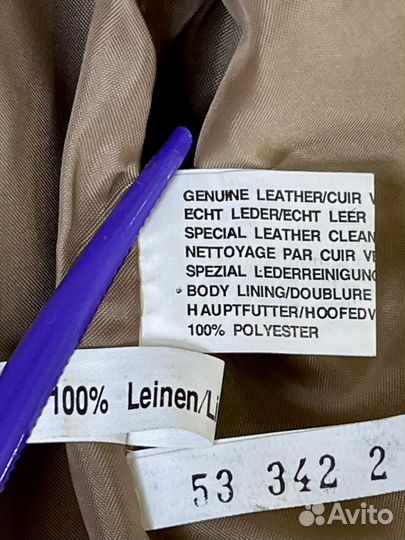 GENUINE LEATHER/CUIR
ECHT LEDER/ECHT LEER
SPECIAL LEATHER CLEAN
NETTOYAGE PAR CUIR
SPEZIAL LEDERREINIGUNG
BODY LINING/DOUBLURE
HAUPTFUTTER/HOOFDV
100% POLYESTER
100% Leinen/Li
53 342 2
Avito